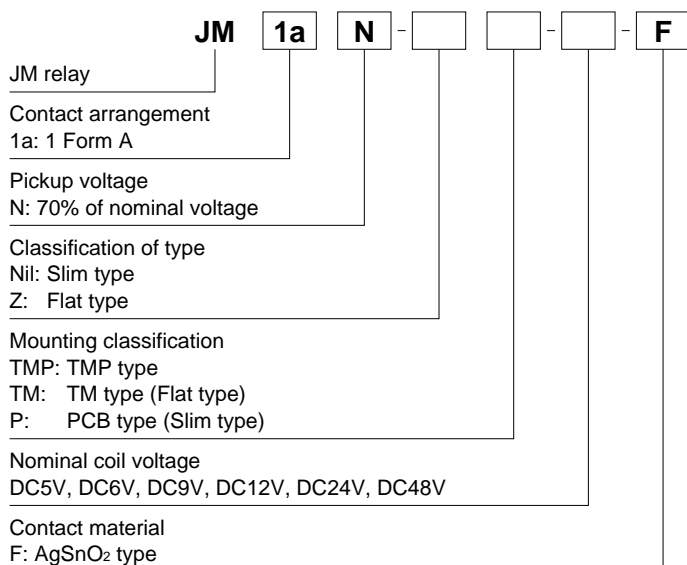 JM 1a N - - - F
JM relay
Contact arrangement
1a: 1 Form A
Pickup voltage
N: 70% of nominal voltage
Classification of type
Nil: Slim type
Z: Flat type
Mounting classification
TMP: TMP type
TM: TM type (Flat type)
P: PCB type (Slim type)
Nominal coil voltage
DC5V, DC6V, DC9V, DC12V, DC24V, DC48V
Contact material
F: AgSnO2 type